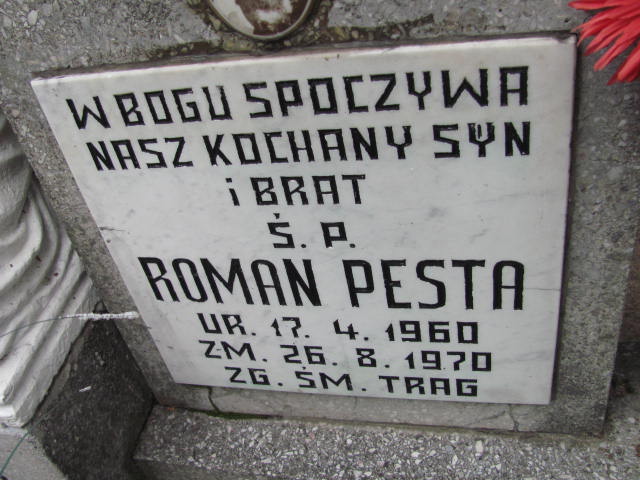 W BOGU SPOCZYWA
NASZ KOCHANY SYN
i BRAT
Ś. P.
ROMAN PESTA
UR. 17. 4. 1960
ZM. 26. 8. 1970
ZG. ŚM. TRAG